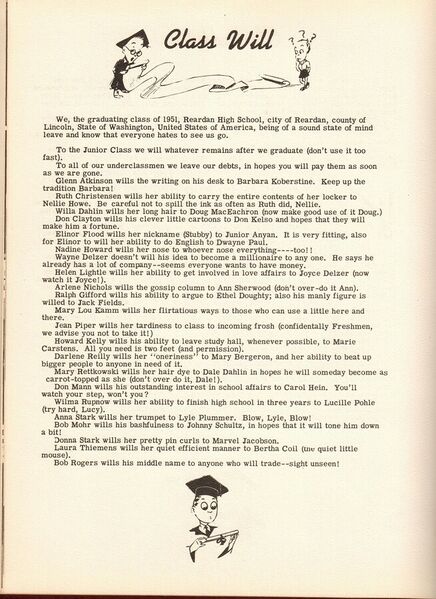 Class Will
We, the graduating class of 1951, Reardan High School, city of Reardan, county of
Lincoln, State of Washington, United States of America, being of a sound state of mind
leave and know that everyone hates to see us go.
To the Junior Class we will whatever remains after we graduate (don't use it too
fast).
To all of our underclassmen we leave our debts, in hopes you will pay them as soon
as we are gone.
Glenn Atkinson wills the writing on his desk to Barbara Koberstine. Keep up the
tradition Barbara!
Ruth Christensen wills her ability to carry the entire contents of her locker to
Nellie Howe. Be careful not to spill the ink as often as Ruth did, Nellie.
Willa Dahlin wills her long hair to Doug MacEachron (now make good use of it Doug.)
Don Clayton wills his clever little cartoons to Don Kelso and hopes that they will
make him a fortune.
Elinor Flood wills her nickname (Stubby) to Junior Anyan. It is very fitting, also
for Elinor to will her ability to do English to Dwayne Paul.
Nadine Howard wills her nose to whoever nose everything----too!!
Wayne Delzer doesn't will his idea to become a millionaire to any one. He says he
already has a lot of company--seems everyone wants to have money.
Helen Lightle wills her ability to get involved in love affairs to Joyce Delzer (now
watch it Joyce!).
Arlene Nichols wills the gossip column to Ann Sherwood (don't over-do it Ann).
Ralph Gifford wills his ability to argue to Ethel Doughty; also his manly figure is
willed to Jack Fields.
Mary Lou Kamm wills her flirtatious ways to those who can use a little here and
there.
Jean Piper wills her tardiness to class to incoming frosh (confidentally Freshmen,
we advise you not to take it!)
Howard Kelly wills his ability to leave study hall, whenever possible, to Marie
Carstens. All you need is two feet (and permission).
Darlene Reilly wills her "oneriness" to Mary Bergeron, and her ability to beat up
bigger people to anyone in need of it.
Mary Rettkowski wills her hair dye to Dale Dahlin in hopes he will someday become as
carrot-topped as she (don't over do it, Dale!).
Don Mann wills his outstanding interest in school affairs to Carol Hein. You'll
watch your step, won't you?
Wilma Rupnow wills her ability to finish high school in three years to Lucille Pohle
(try hard, Lucy).
Anna Stark wills her trumpet to Lyle Plummer. Blow, Lyle, Blow!
Bob Mohr wills his bashfulness to Johnny Schultz, in hopes that it will tone him down
a bit!
Donna Stark wills her pretty pin curls to Marvel Jacobson.
Laura Thiemens wills her quiet efficient manner to Bertha Coil (the quiet little
mouse).
Bob Rogers wills his middle name to anyone who will trade--sight unseen!